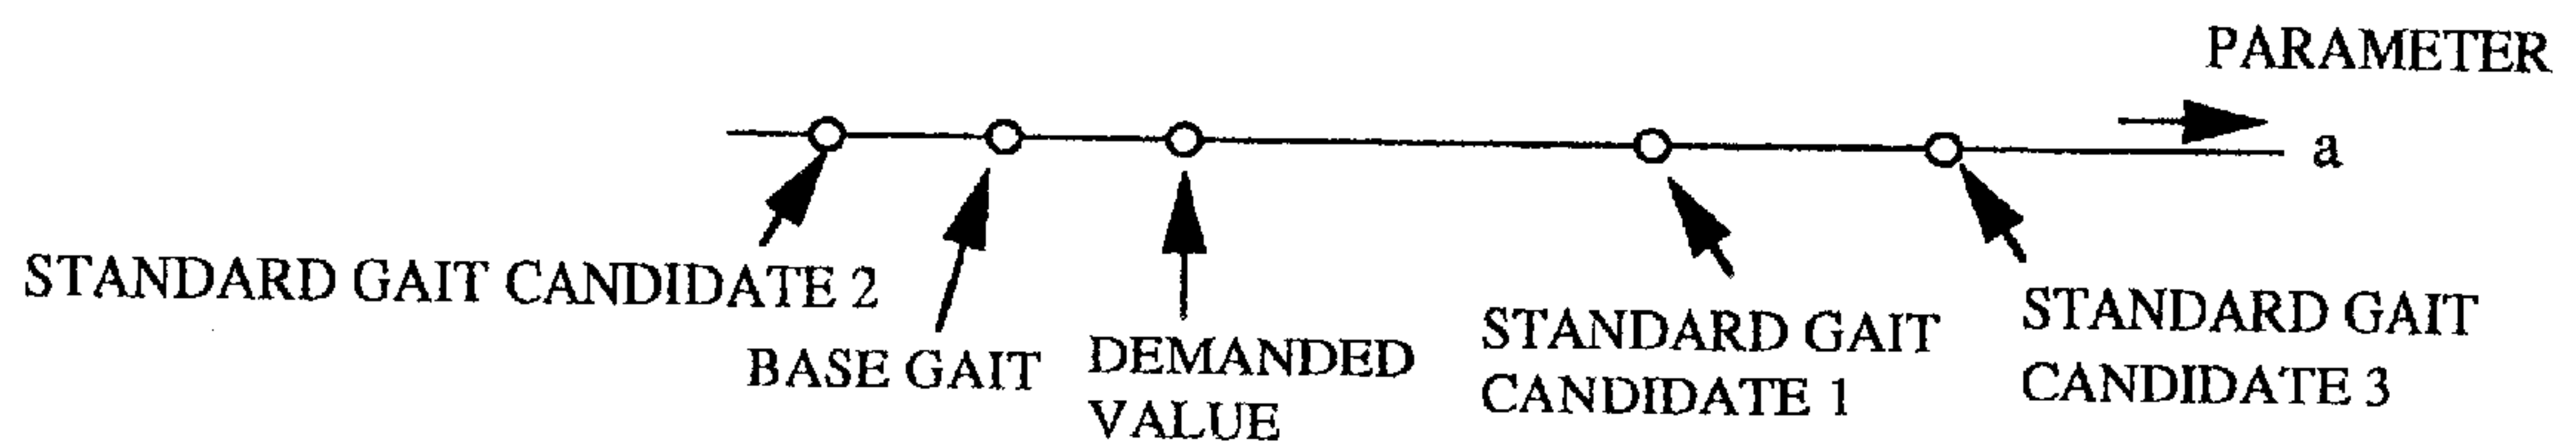 PARAMETER
a
STANDARD GAIT CANDIDATE 2
BASE GAIT
DEMANDED
VALUE
STANDARD GAIT
CANDIDATE 1
STANDARD GAIT
CANDIDATE 3